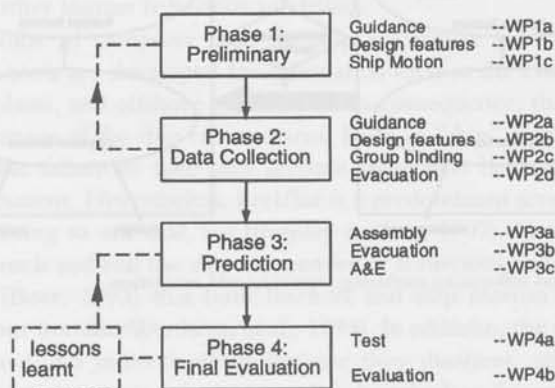 Phase 1:
Preliminary
Guidance --WP1a
Design features --WP1b
Ship Motion --WP1c
Phase 2:
Data Collection
Guidance --WP2a
Design features --WP2b
Group binding --WP2c
Evacuation --WP2d
Phase 3:
Prediction
Assembly --WP3a
Evacuation --WP3b
A&E --WP3c
lessons
learnt
Phase 4:
Final Evaluation
Test --WP4a
Evaluation --WP4b